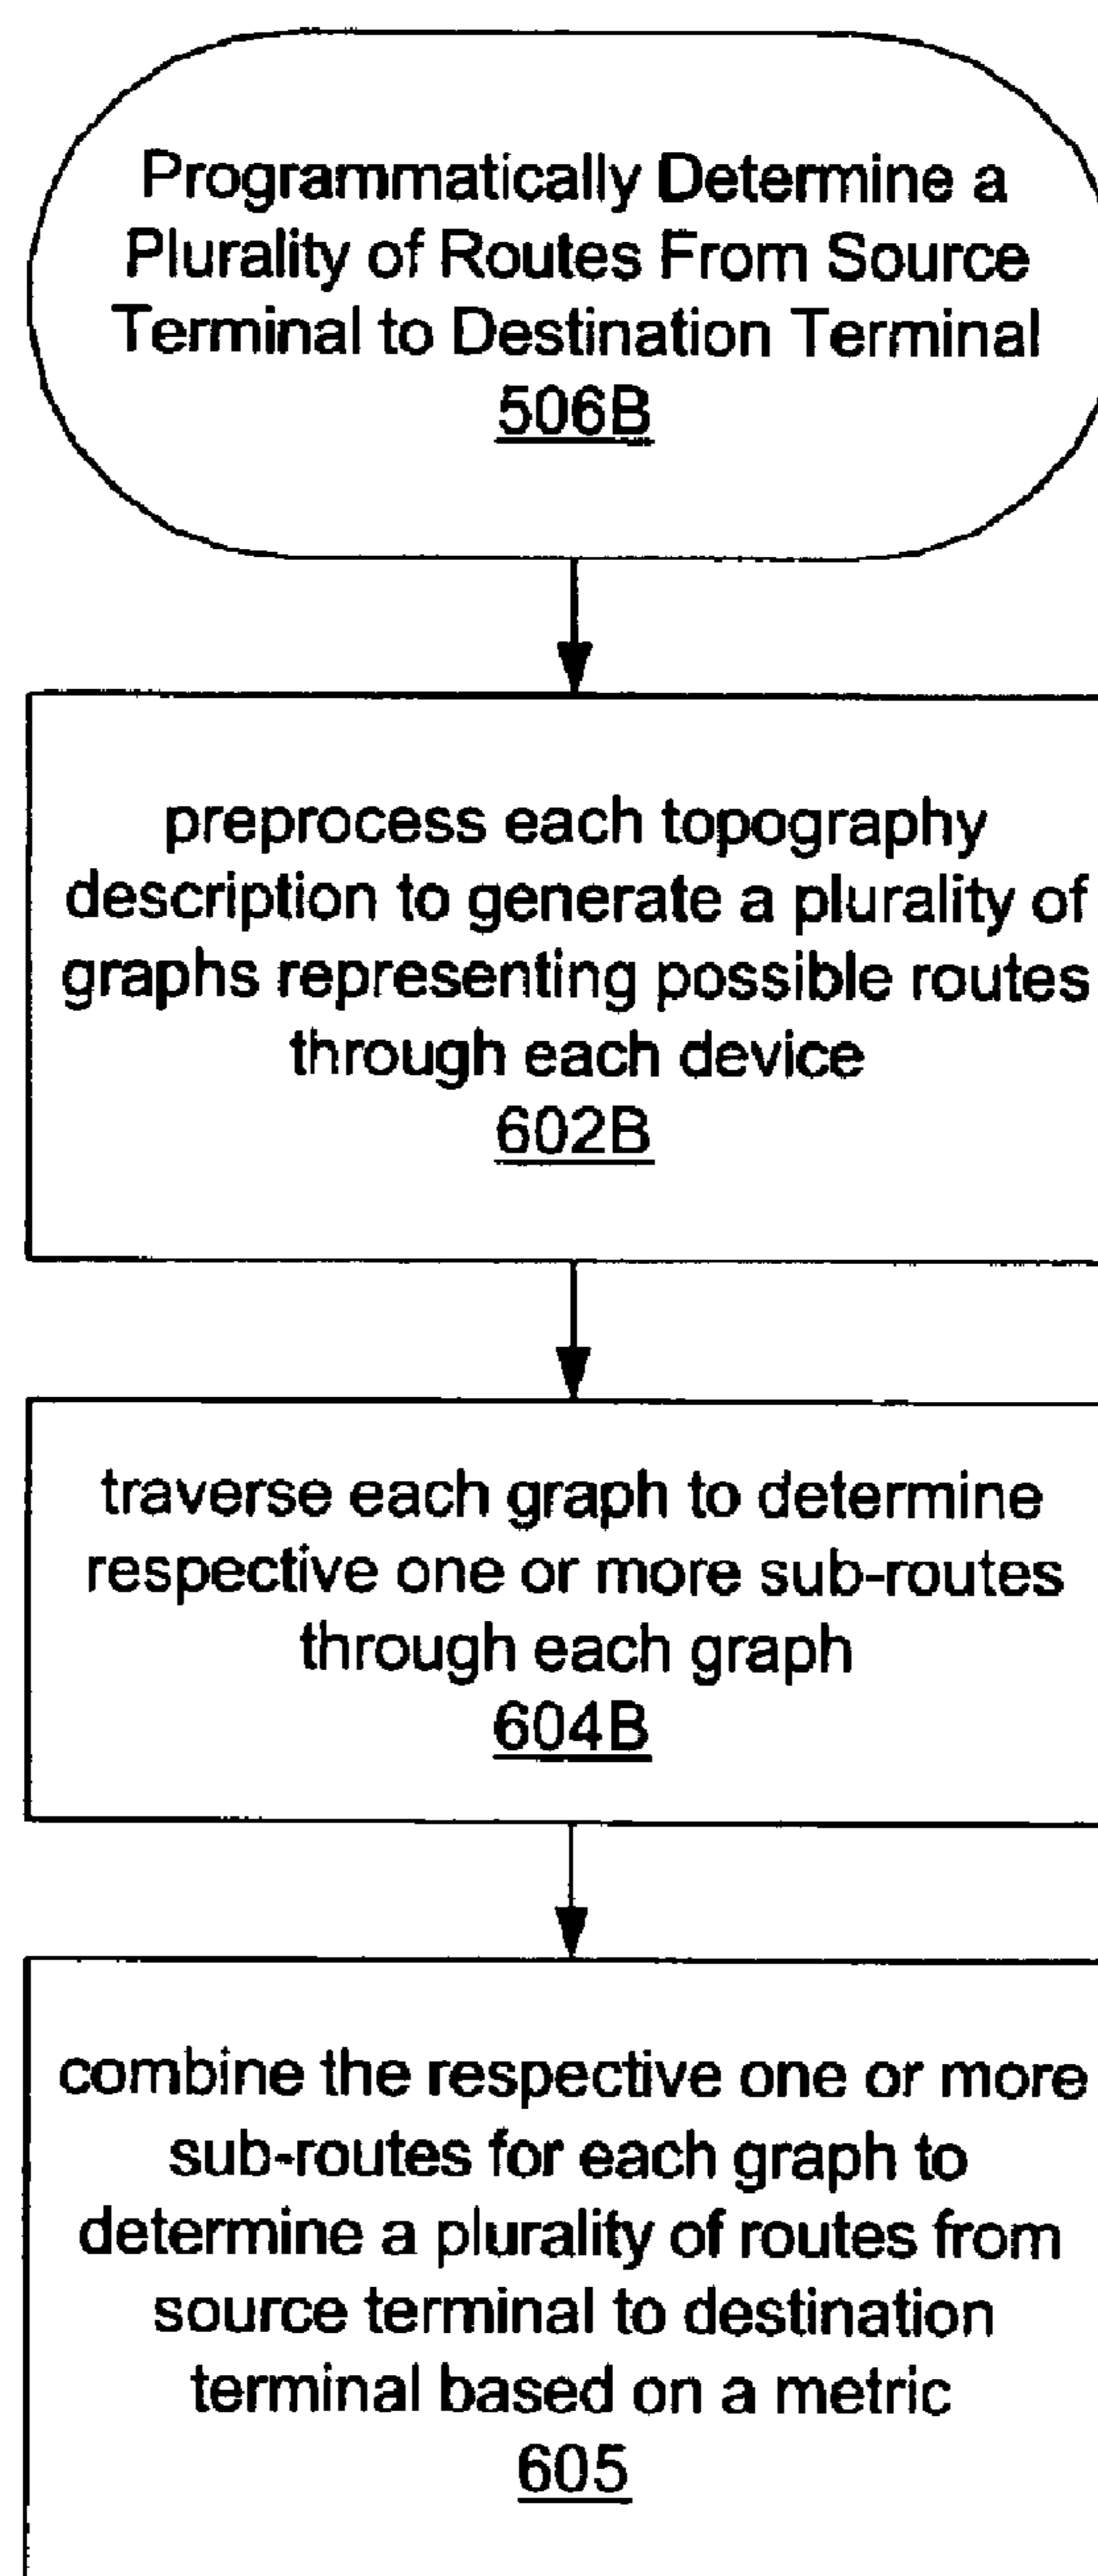 Programmatically Determine a
Plurality of Routes From Source
Terminal to Destination Terminal
506B
preprocess each topography
description to generate a plurality of
graphs representing possible routes
through each device
602B
traverse each graph to determine
respective one or more sub-routes
through each graph
604B
combine the respective one or more
sub-routes for each graph to
determine a plurality of routes from
source terminal to destination
terminal based on a metric
605